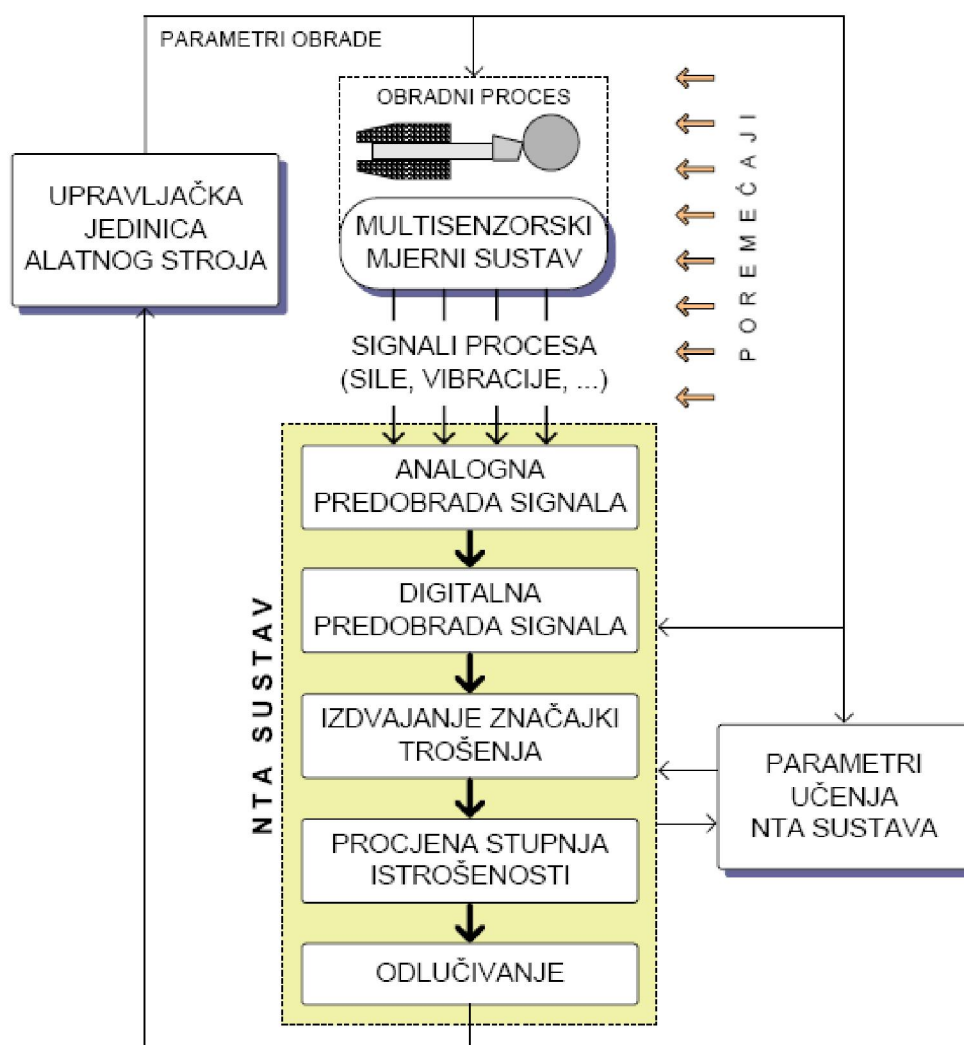 PARAMETRI OBRADE
OBRADNI PROCES
UPRAVLJAČKA
JEDINICA
ALATNOG STROJA
MULTISENZORSKI
MJERNI SUSTAV
POREMEĆAJI
SIGNALI PROCESA
(SILE, VIBRACIJE, ...)
NTA SUSTAV
ANALOGNA
PREDOBRADA SIGNALA
DIGITALNA
PREDOBRADA SIGNALA
IZDVAJANJE ZNAČAJKI
TROŠENJA
PROCJENA STUPNJA
ISTROŠENOSTI
ODLUČIVANJE
PARAMETRI
UČENJA
NTA SUSTAVA